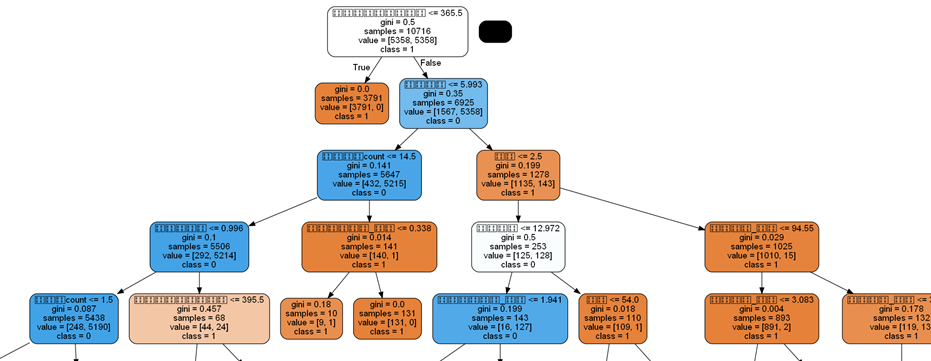 <= 365.5
gini = 0.5
samples = 10716
value = [5358, 5358]
class = 1
True
False
gini = 0.0
samples = 3791
value = [3791, 0]
class = 1
<= 5.993
gini = 0.35
samples = 6925
value = [1567, 5358]
class = 0
count <= 14.5
gini = 0.141
samples = 5647
value = [432, 5215]
class = 0
<= 2.5
gini = 0.199
samples = 1278
value = [1135, 143]
class = 1
<= 0.996
gini = 0.1
samples = 5506
value = [292, 5214]
class = 0
<= 0.338
gini = 0.014
samples = 141
value = [140, 1]
class = 1
<= 12.972
gini = 0.5
samples = 253
value = [125, 128]
class = 0
<= 94.55
gini = 0.029
samples = 1025
value = [1010, 15]
class = 1
count <= 1.5
gini = 0.087
samples = 5438
value = [248, 5190]
class = 0
<= 395.5
gini = 0.457
samples = 68
value = [44, 24]
class = 1
gini = 0.18
samples = 10
value = [9, 1]
class = 1
gini = 0.0
samples = 131
value = [131, 0]
class = 1
<= 1.941
gini = 0.199
samples = 143
value = [16, 127]
class = 0
<= 54.0
gini = 0.018
samples = 110
value = [109, 1]
class = 1
<= 3.083
gini = 0.004
samples = 893
value = [891, 2]
class = 1
gini = 0.178
samples = 132
value = [119, 13
class = 1